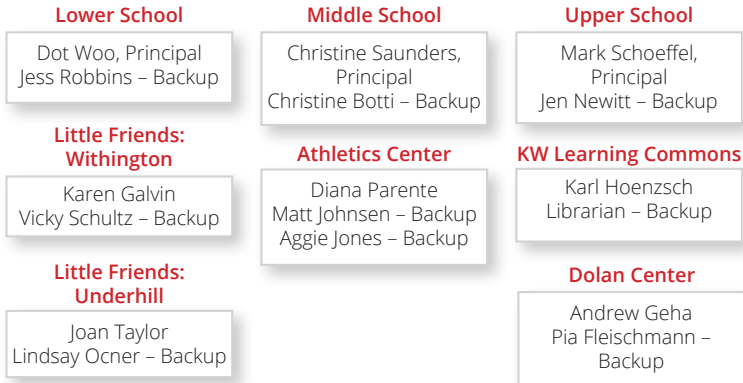 Lower School
Dot Woo, Principal
Jess Robbins – Backup
Little Friends:
Withington
Karen Galvin
Vicky Schultz – Backup
Little Friends:
Underhill
Joan Taylor
Lindsay Ocner – Backup
Middle School
Christine Saunders,
Principal
Christine Botti – Backup
Athletics Center
Diana Parente
Matt Johnsen – Backup
Aggie Jones – Backup
Upper School
Mark Schoeffel,
Principal
Jen Newitt – Backup
KW Learning Commons
Karl Hoenzsch
Librarian – Backup
Dolan Center
Andrew Geha
Pia Fleischmann –
Backup